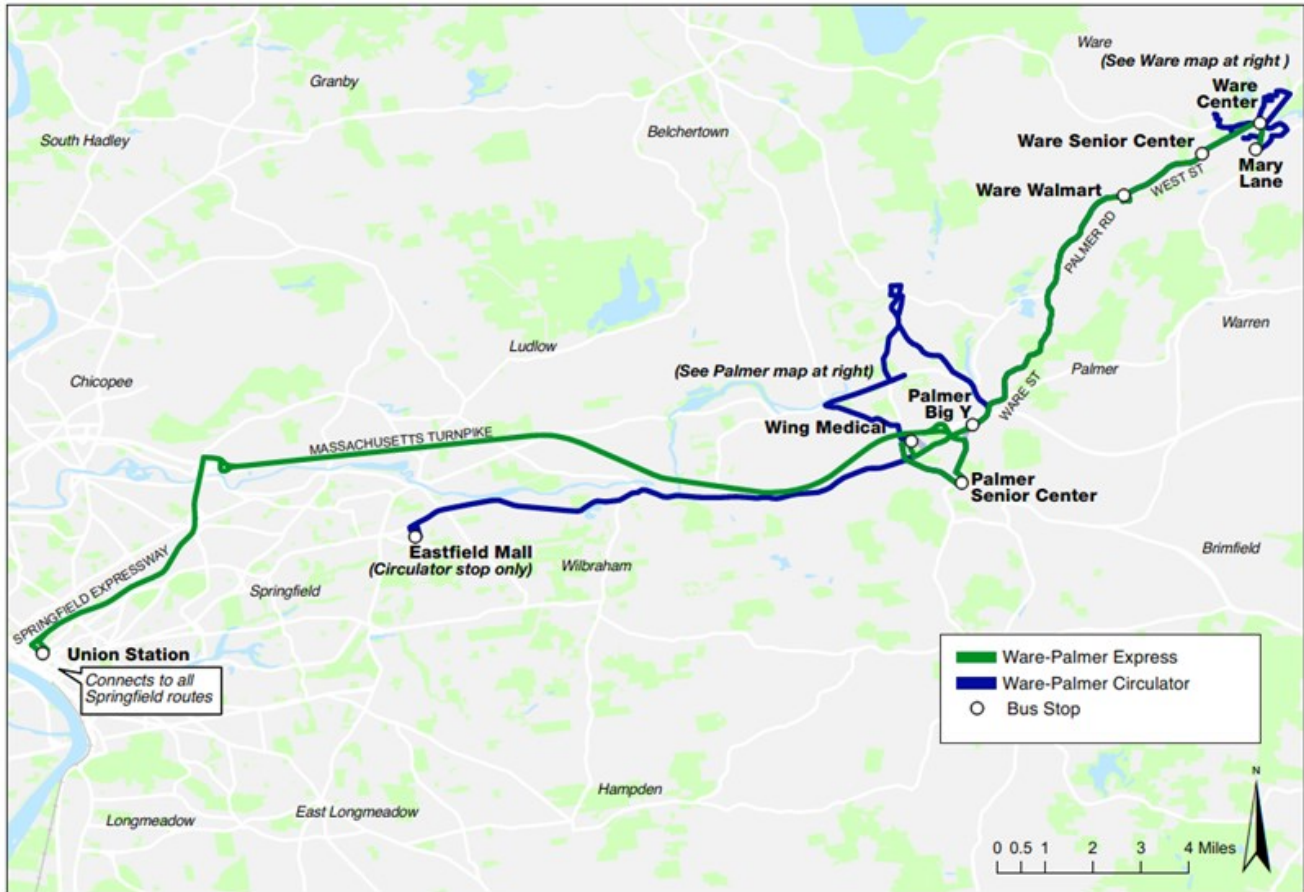 Ware
(See Ware map at right )
Granby
Ware
Center
South Hadley
Belchertown
Ware Senior Center
Mary
Lane
WEST ST
Ware Walmart
PALMER RD
Warren
Ludlow
(See Palmer map at right)
Palmer
Chicopee
Palmer
Big Y
WARE ST
Wing Medical
MASSACHUSETTS TURNPIKE
Palmer
Senior Center
Eastfield Mall
(Circulator stop only)
Wilbraham
Brimfield
SPRINGFIELD EXPRESSWAY
Springfield
Union Station
Connects to all
Springfield routes
Ware-Palmer Express
Ware-Palmer Circulator
Bus Stop
Hampden
East Longmeadow
Longmeadow
N
0 0.5 1 2 3 4 Miles